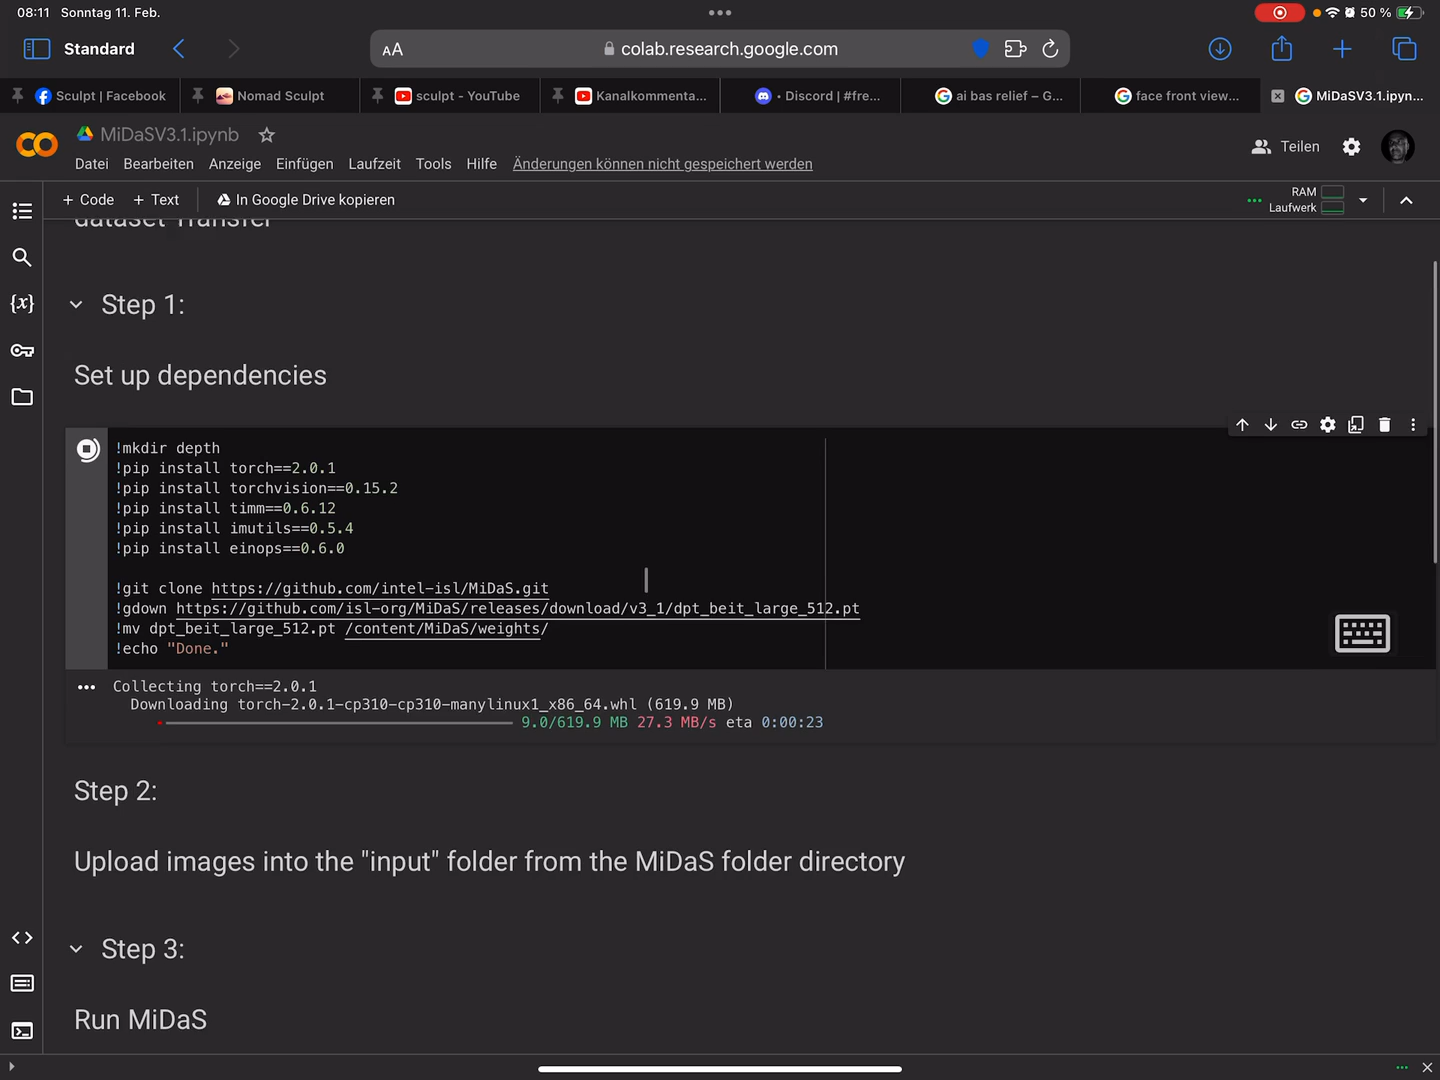 08:11 Sonntag 11. Feb.
50 %
Standard
AA
colab.research.google.com
Sculpt | Facebook
Nomad Sculpt
sculpt - YouTube
Kanalkommenta...
• Discord | #fre...
ai bas relief – G...
face front view...
MiDaSV3.1.ipyn...
MiDaSV3.1.ipynb
Datei Bearbeiten Anzeige Einfügen Laufzeit Tools Hilfe Änderungen können nicht gespeichert werden
Teilen
+ Code + Text In Google Drive kopieren
RAM
Laufwerk
dataset Transfer
{x}
Step 1:
Set up dependencies
!mkdir depth
!pip install torch==2.0.1
!pip install torchvision==0.15.2
!pip install timm==0.6.12
!pip install imutils==0.5.4
!pip install einops==0.6.0
!git clone https://github.com/intel-isl/MiDaS.git
!gdown https://github.com/isl-org/MiDaS/releases/download/v3_1/dpt_beit_large_512.pt
!mv dpt_beit_large_512.pt /content/MiDaS/weights/
!echo "Done."
Collecting torch==2.0.1
Downloading torch-2.0.1-cp310-cp310-manylinux1_x86_64.whl (619.9 MB)
9.0/619.9 MB 27.3 MB/s eta 0:00:23
Step 2:
Upload images into the "input" folder from the MiDaS folder directory
Step 3:
Run MiDaS